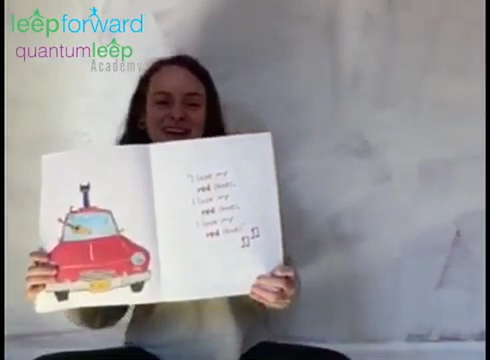 leepforward
quantumleep
Academy
"I love my
red shoes,
I love my
red shoes,
I love my
red shoes."